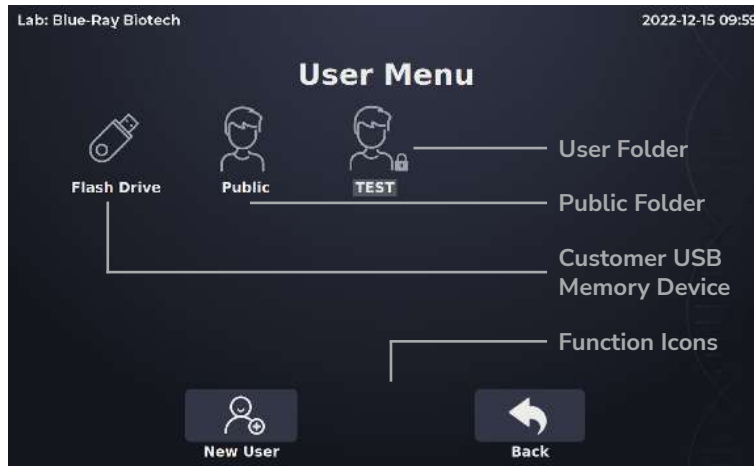 Lab: Blue-Ray Biotech
2022-12-15 09:59
User Menu
Flash Drive
Public
TEST
User Folder
Public Folder
Customer USB
Memory Device
Function Icons
New User
Back